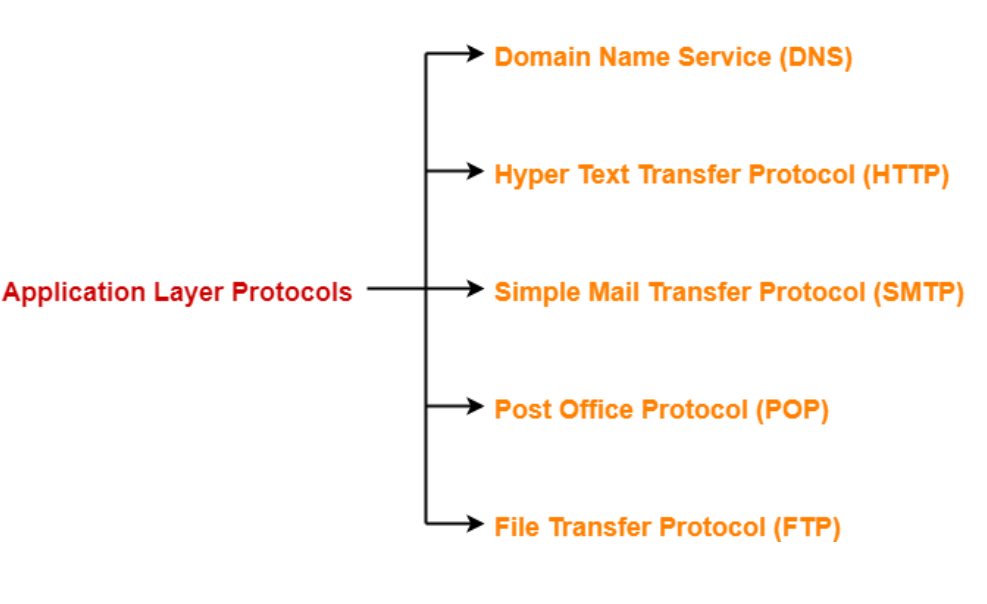 Domain Name Service (DNS)
Hyper Text Transfer Protocol (HTTP)
Application Layer Protocols
Simple Mail Transfer Protocol (SMTP)
Post Office Protocol (POP)
File Transfer Protocol (FTP)